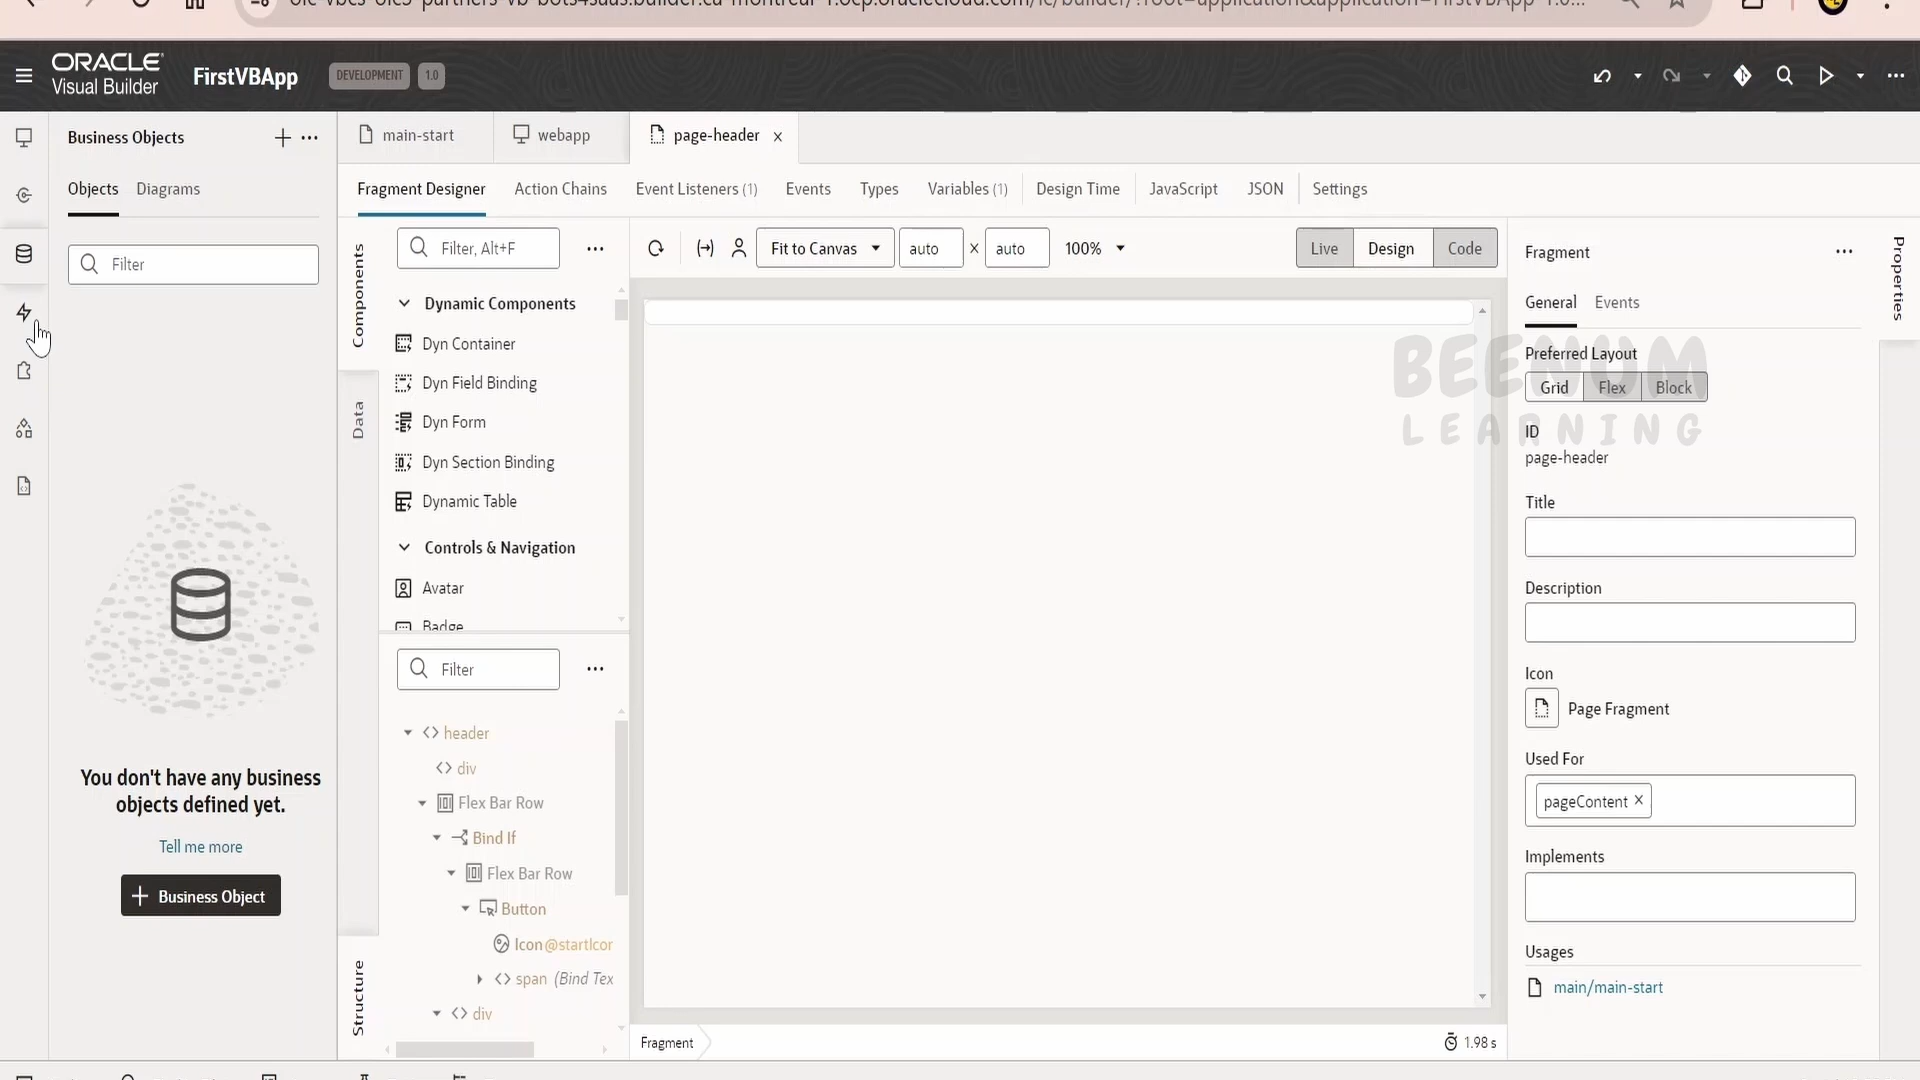 ORACLE
Visual Builder
FirstVBApp
DEVELOPMENT
1.0
Business Objects
Objects
Diagrams
Filter
You don't have any business
objects defined yet.
Tell me more
Business Object
main-start
webapp
page-header
Fragment Designer
Action Chains
Event Listeners (1)
Events
Types
Variables (1)
Design Time
JavaScript
JSON
Settings
Components
Data
Structure
Filter, Alt+F
Dynamic Components
Dyn Container
Dyn Field Binding
Dyn Form
Dyn Section Binding
Dynamic Table
Controls & Navigation
Avatar
Badge
Filter
header
div
Flex Bar Row
Bind If
Flex Bar Row
Button
Icon @startIcor
span (Bind Tex
div
Fit to Canvas
auto
x
auto
100%
Live
Design
Code
Fragment
1.98 s
Properties
Fragment
General
Events
Preferred Layout
Grid
Flex
Block
BEENUM
LEARNING
ID
page-header
Title
Description
Icon
Page Fragment
Used For
pageContent
Implements
Usages
main/main-start